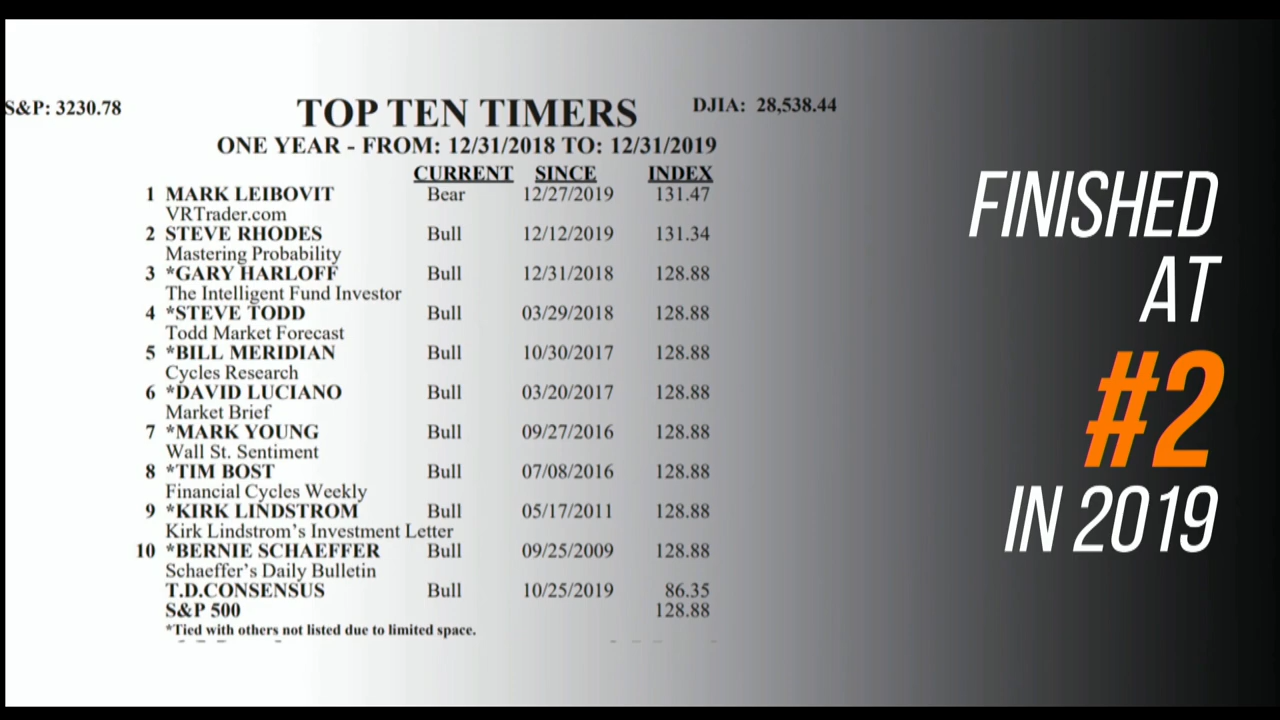 S&P: 3230.78 TOP TEN TIMERS DJIA: 28,538.44
ONE YEAR - FROM: 12/31/2018 TO: 12/31/2019
CURRENT SINCE INDEX
1 MARK LEIBOVIT Bear 12/27/2019 131.47
VRTrader.com
2 STEVE RHODES Bull 12/12/2019 131.34
Mastering Probability
3 *GARY HARLOFF Bull 12/31/2018 128.88
The Intelligent Fund Investor
4 *STEVE TODD Bull 03/29/2018 128.88
Todd Market Forecast
5 *BILL MERIDIAN Bull 10/30/2017 128.88
Cycles Research
6 *DAVID LUCIANO Bull 03/20/2017 128.88
Market Brief
7 *MARK YOUNG Bull 09/27/2016 128.88
Wall St. Sentiment
8 *TIM BOST Bull 07/08/2016 128.88
Financial Cycles Weekly
9 *KIRK LINDSTROM Bull 05/17/2011 128.88
Kirk Lindstrom's Investment Letter
10 *BERNIE SCHAEFFER Bull 09/25/2009 128.88
Schaeffer's Daily Bulletin
T.D.CONSENSUS Bull 10/25/2019 86.35
S&P 500 128.88
*Tied with others not listed due to limited space.
FINISHED
AT
#2
IN 2019